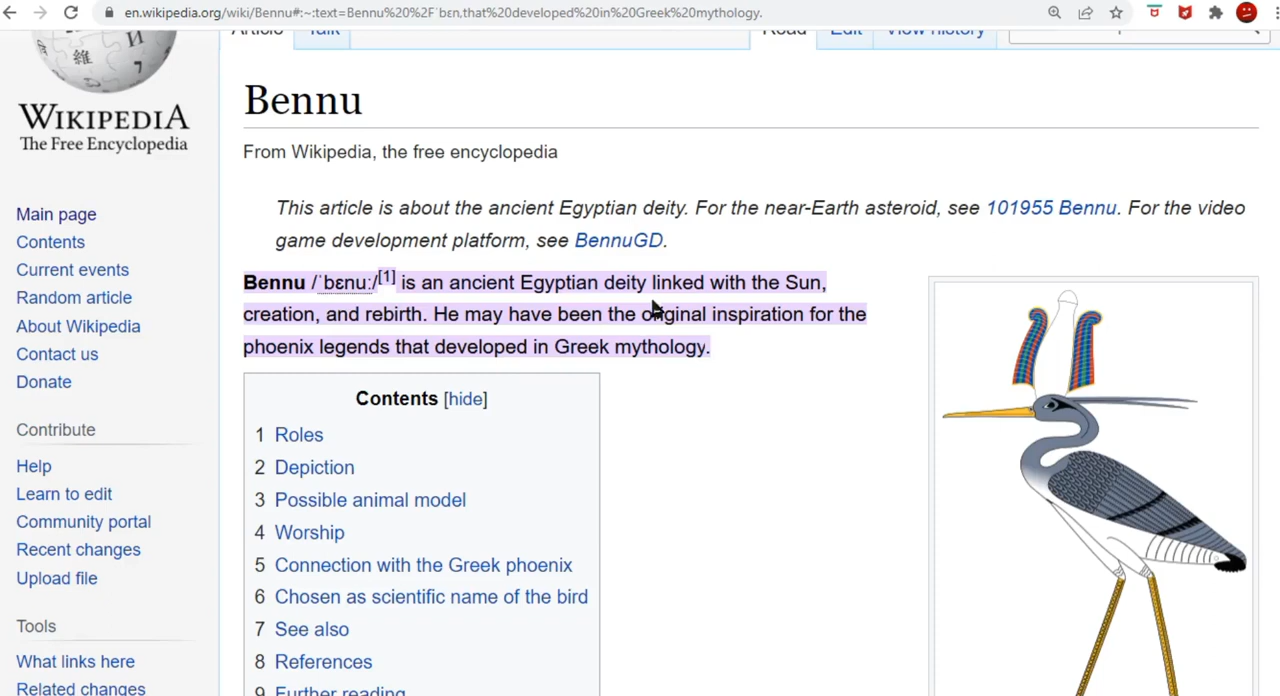 en.wikipedia.org/wiki/Bennu#:~:text=Bennu%20%2Fˈbɛn,that%20developed%20in%20Greek%20mythology.
Talk
Read
Edit
View history
WIKIPEDIA
The Free Encyclopedia
Main page
Contents
Current events
Random article
About Wikipedia
Contact us
Donate
Contribute
Help
Learn to edit
Community portal
Recent changes
Upload file
Tools
What links here
Related changes
Bennu
From Wikipedia, the free encyclopedia
This article is about the ancient Egyptian deity. For the near-Earth asteroid, see 101955 Bennu. For the video
game development platform, see BennuGD.
Bennu /ˈbɛnuː/[1] is an ancient Egyptian deity linked with the Sun,
creation, and rebirth. He may have been the original inspiration for the
phoenix legends that developed in Greek mythology.
Contents [hide]
1 Roles
2 Depiction
3 Possible animal model
4 Worship
5 Connection with the Greek phoenix
6 Chosen as scientific name of the bird
7 See also
8 References
9 Further reading